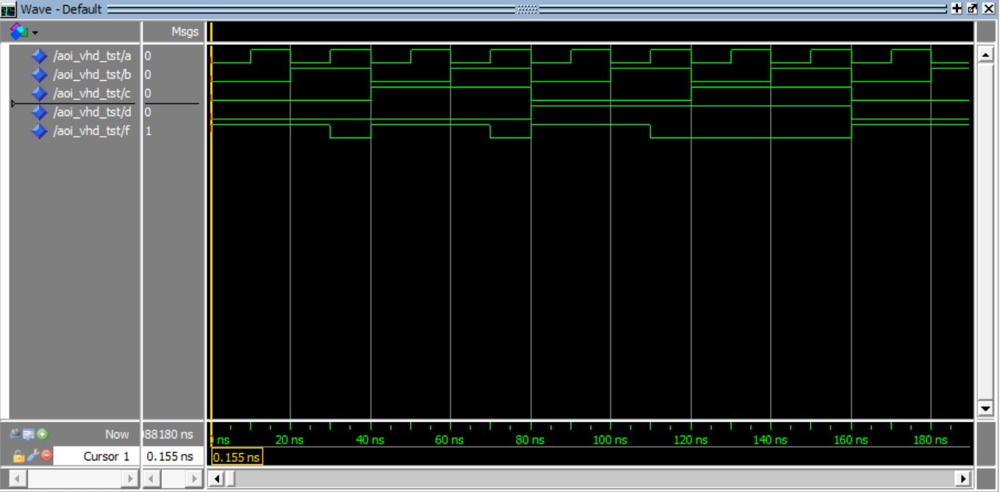 Wave - Default
Msgs
/aoi_vhd_tst/a 0
/aoi_vhd_tst/b 0
/aoi_vhd_tst/c 0
/aoi_vhd_tst/d 0
/aoi_vhd_tst/f 1
Now 88180 ns
ns 20 ns 40 ns 60 ns 80 ns 100 ns 120 ns 140 ns 160 ns 180 ns
Cursor 1 0.155 ns 0.155 ns